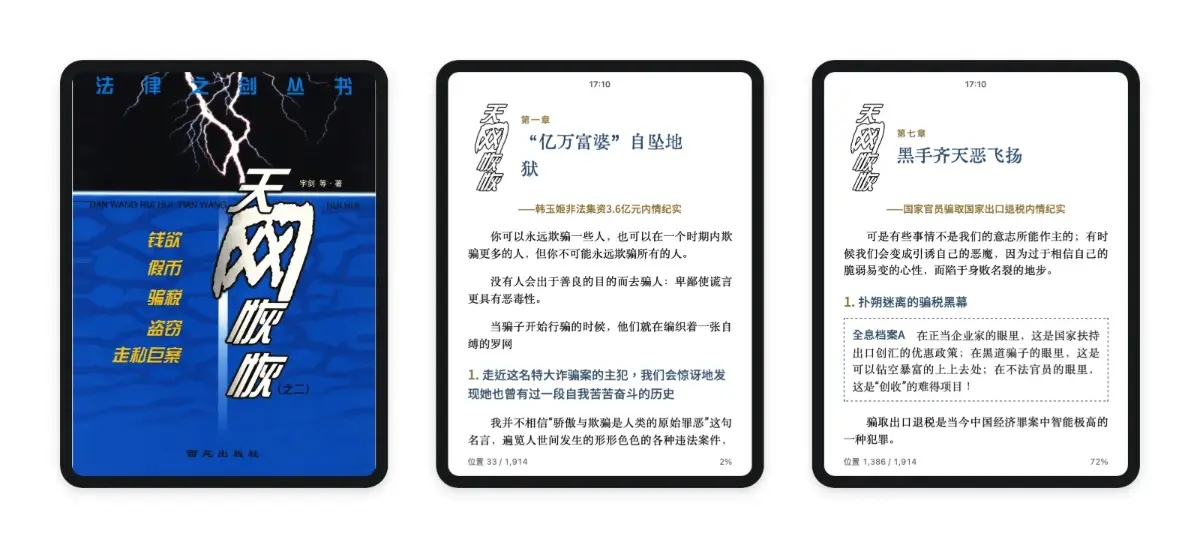 法律之剑丛书
天网恢恢
宇剑 等·著
TIAN WANG HUI HUI TIAN WANG
HUI HUI
钱欲
假币
骗税
盗窃
走私巨案
(之二)
西苑出版社
17:10
天网恢恢
第一章
“亿万富婆”自坠地
狱
——韩玉姬非法集资3.6亿元内情纪实
你可以永远欺骗一些人，也可以在一个时期内欺
骗更多的人，但你不可能永远欺骗所有的人。
没有人会出于善良的目的而去骗人：卑鄙使谎言
更具有恶毒性。
当骗子开始行骗的时候，他们就在编织着一张自
缚的罗网
1. 走近这名特大诈骗案的主犯，我们会惊讶地发
现她也曾有过一段自我苦苦奋斗的历史
我并不相信“骄傲与欺骗是人类的原始罪恶”这句
名言，遍览人世间发生的形形色色的各种违法案件，
位置 33 / 1,914
2%
17:10
天网恢恢
第七章
黑手齐天恶飞扬
——国家官员骗取国家出口退税内情纪实
可是有些事情不是我们的意志所能作主的；有时
候我们会变成引诱自己的恶魔，因为过于相信自己的
脆弱易变的心性，而陷于身败名裂的地步。
1. 扑朔迷离的骗税黑幕
全息档案A 在正当企业家的眼里，这是国家扶持
出口创汇的优惠政策；在黑道骗子的眼里，这是
可以钻空暴富的上上去处；在不法官员的眼里，
这是“创收”的难得项目！
骗取出口退税是当今中国经济罪案中智能极高的
一种犯罪。
位置 1,386 / 1,914
72%